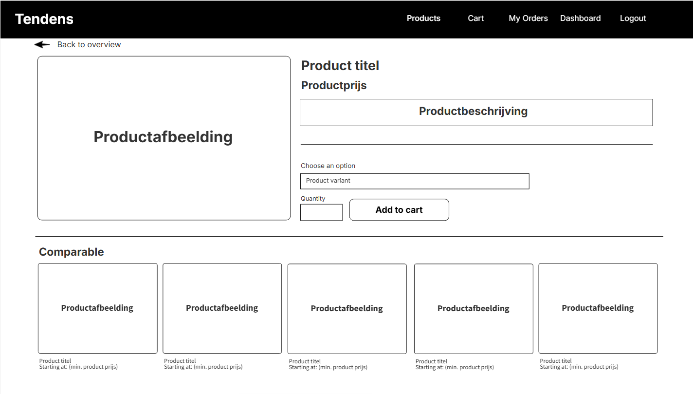 Tendens
Products Cart My Orders Dashboard Logout
Back to overview
Product titel
Productprijs
Productafbeelding
Productbeschrijving
Choose an option
Product variant
Quantity
Add to cart
Comparable
Productafbeelding Productafbeelding Productafbeelding Productafbeelding Productafbeelding
Product titel Product titel Product titel Product titel Product titel
Starting at: (min. product prijs) Starting at: (min. product prijs) Starting at: (min. product prijs) Starting at: (min. product prijs) Starting at: (min. product prijs)